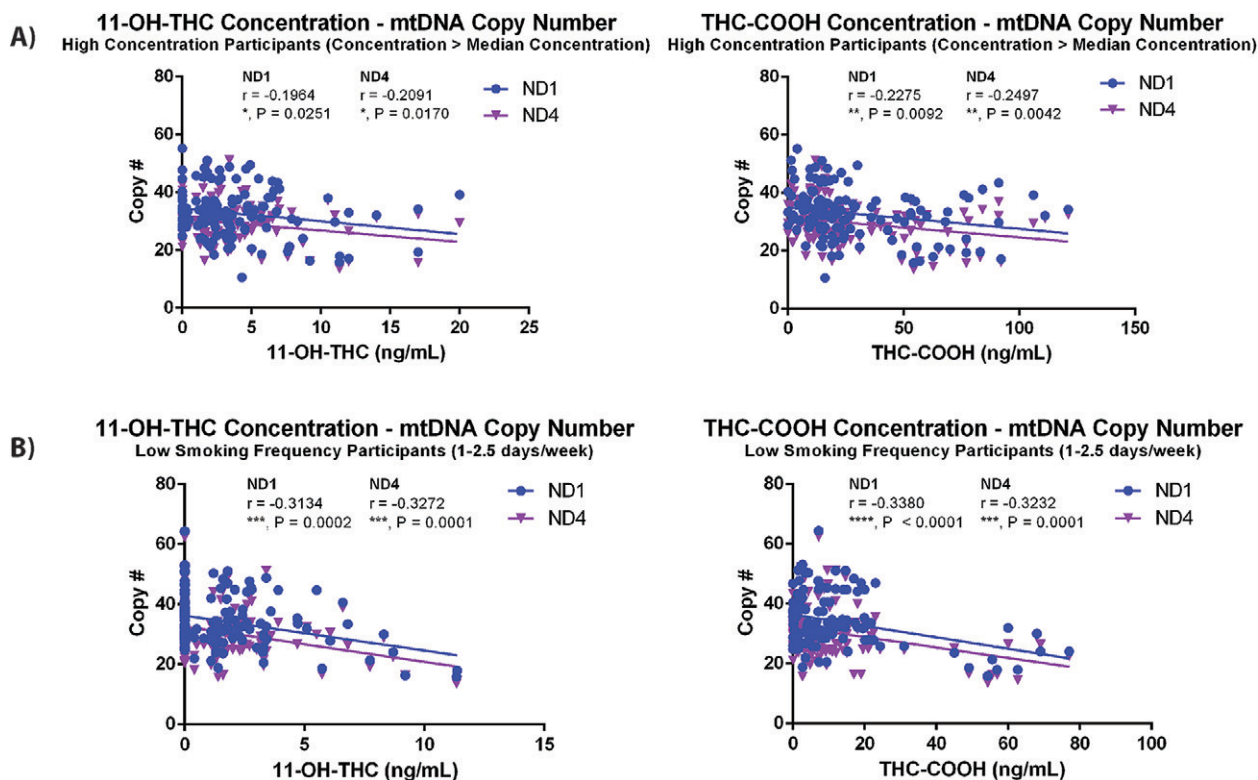 A)
11-OH-THC Concentration - mtDNA Copy Number
High Concentration Participants (Concentration > Median Concentration)
ND1 ND4
r = -0.1964 r = -0.2091
*, P = 0.0251 *, P = 0.0170
ND1
ND4
Copy #
80
60
40
20
0
0 5 10 15 20 25
11-OH-THC (ng/mL)
THC-COOH Concentration - mtDNA Copy Number
High Concentration Participants (Concentration > Median Concentration)
ND1 ND4
r = -0.2275 r = -0.2497
**, P = 0.0092 **, P = 0.0042
ND1
ND4
Copy #
80
60
40
20
0
0 50 100 150
THC-COOH (ng/mL)
B)
11-OH-THC Concentration - mtDNA Copy Number
Low Smoking Frequency Participants (1-2.5 days/week)
ND1 ND4
r = -0.3134 r = -0.3272
***, P = 0.0002 ***, P = 0.0001
ND1
ND4
Copy #
80
60
40
20
0
0 5 10 15
11-OH-THC (ng/mL)
THC-COOH Concentration - mtDNA Copy Number
Low Smoking Frequency Participants (1-2.5 days/week)
ND1 ND4
r = -0.3380 r = -0.3232
****, P < 0.0001 ***, P = 0.0001
ND1
ND4
Copy #
80
60
40
20
0
0 20 40 60 80 100
THC-COOH (ng/mL)